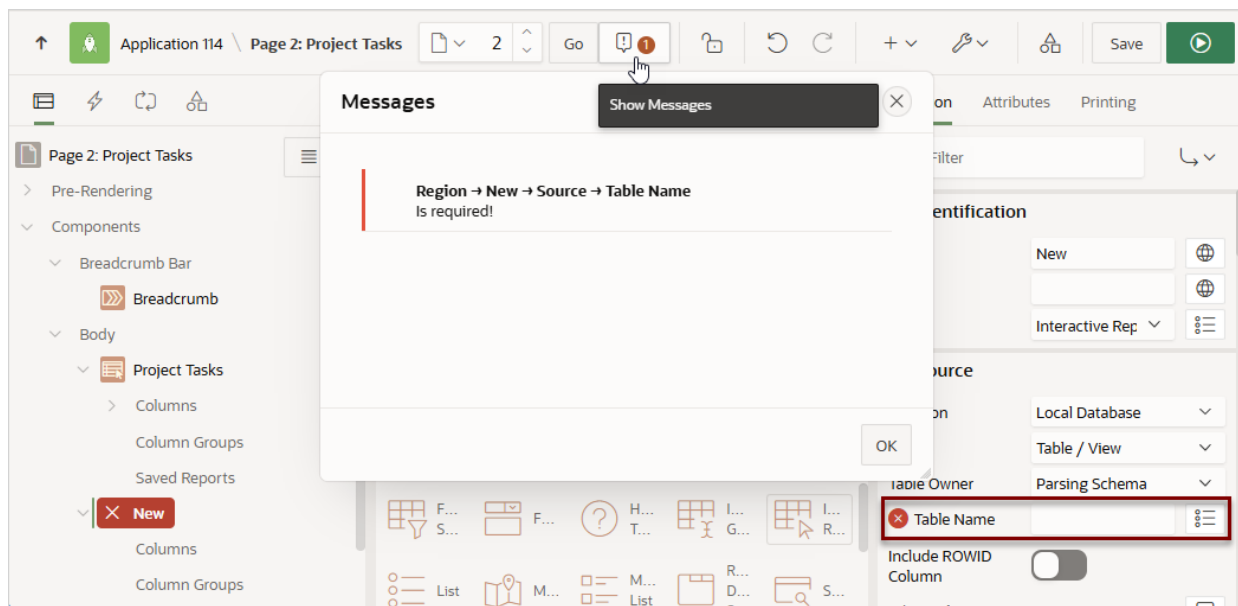 Application 114 \ Page 2: Project Tasks 2 Go 1 Save
Messages
Show Messages
on Attributes Printing
Page 2: Project Tasks
Filter
Pre-Rendering
Region → New → Source → Table Name
Is required!
entification
Components
New
Breadcrumb Bar
Breadcrumb
Interactive Rep
Body
Project Tasks
ource
Columns
on Local Database
Column Groups
OK
Table / View
Saved Reports
Table Owner Parsing Schema
New
F...
S...
F...
H...
T...
I...
G...
I...
R...
Table Name
Columns
Include ROWID
Column
Column Groups
List
M...
M...
List
R...
D...
S...